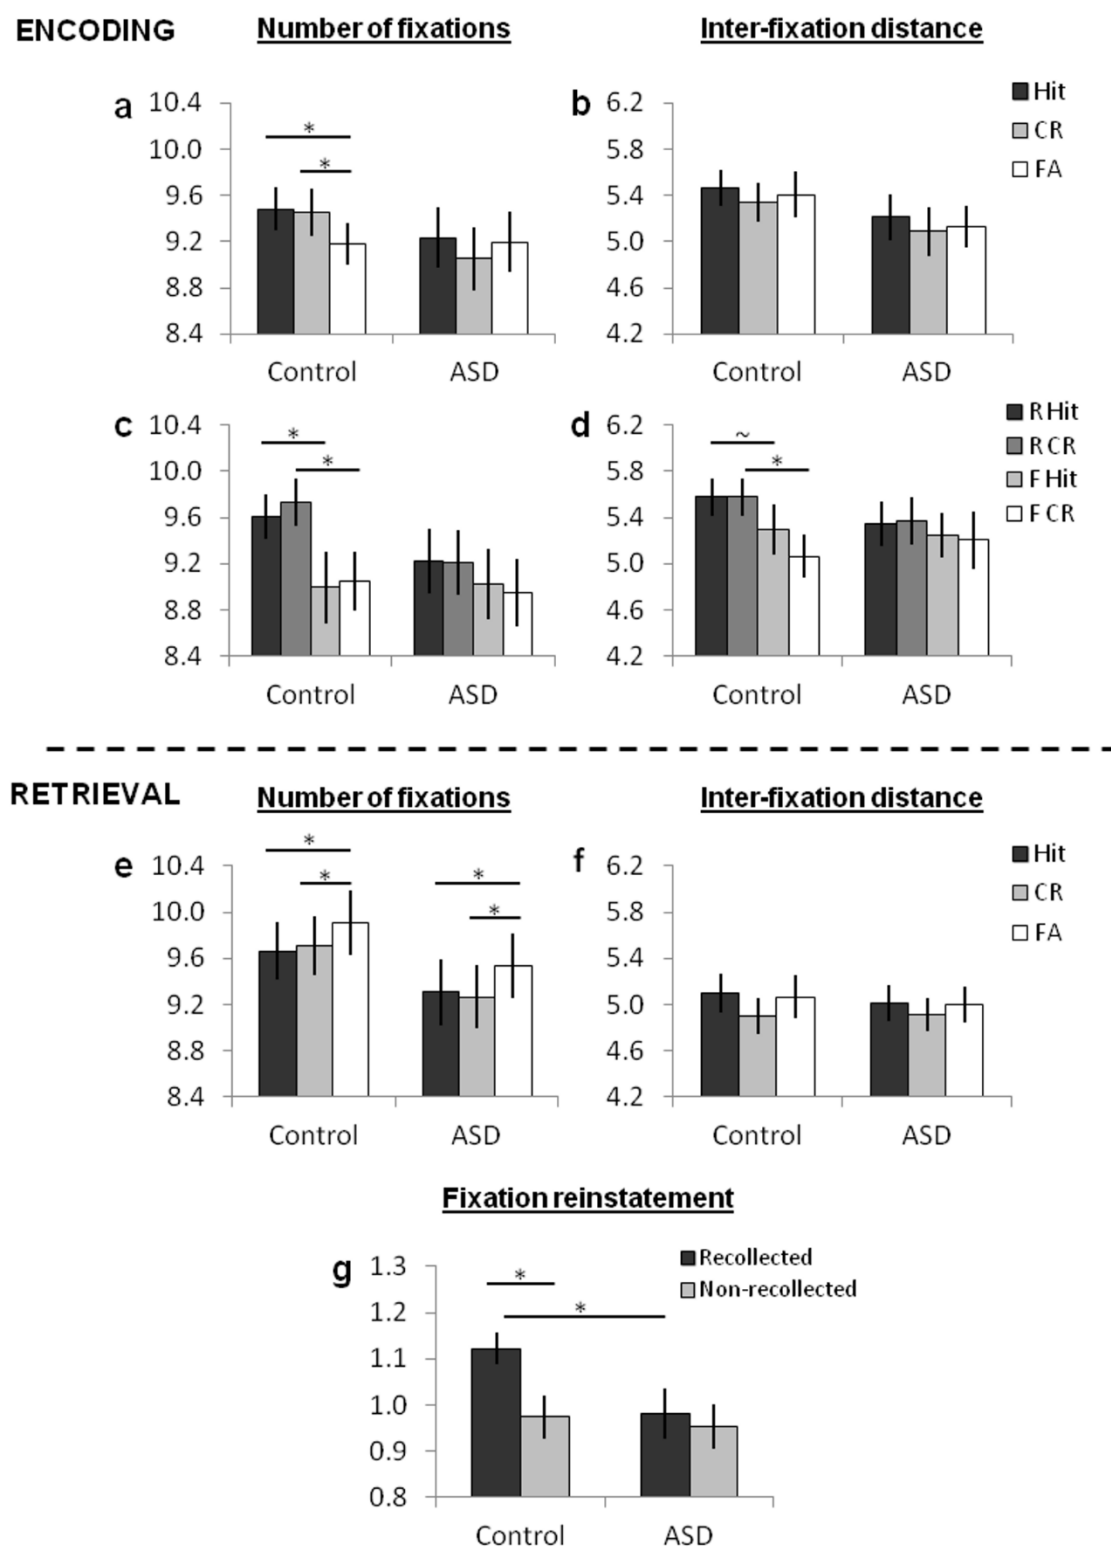 ENCODING Number of fixations Inter-fixation distance
a
10.4
10.0
9.6
9.2
8.8
8.4
* 
*
Control ASD
b
6.2
5.8
5.4
5.0
4.6
4.2
Control ASD
Hit
CR
FA
c
10.4
10.0
9.6
9.2
8.8
8.4
*
*
Control ASD
d
6.2
5.8
5.4
5.0
4.6
4.2
~
*
Control ASD
R Hit
R CR
F Hit
F CR
RETRIEVAL Number of fixations Inter-fixation distance
e
10.4
10.0
9.6
9.2
8.8
8.4
*
*
*
*
Control ASD
f
6.2
5.8
5.4
5.0
4.6
4.2
Control ASD
Hit
CR
FA
Fixation reinstatement
g
1.3
1.2
1.1
1.0
0.9
0.8
*
*
Control ASD
Recollected
Non-recollected